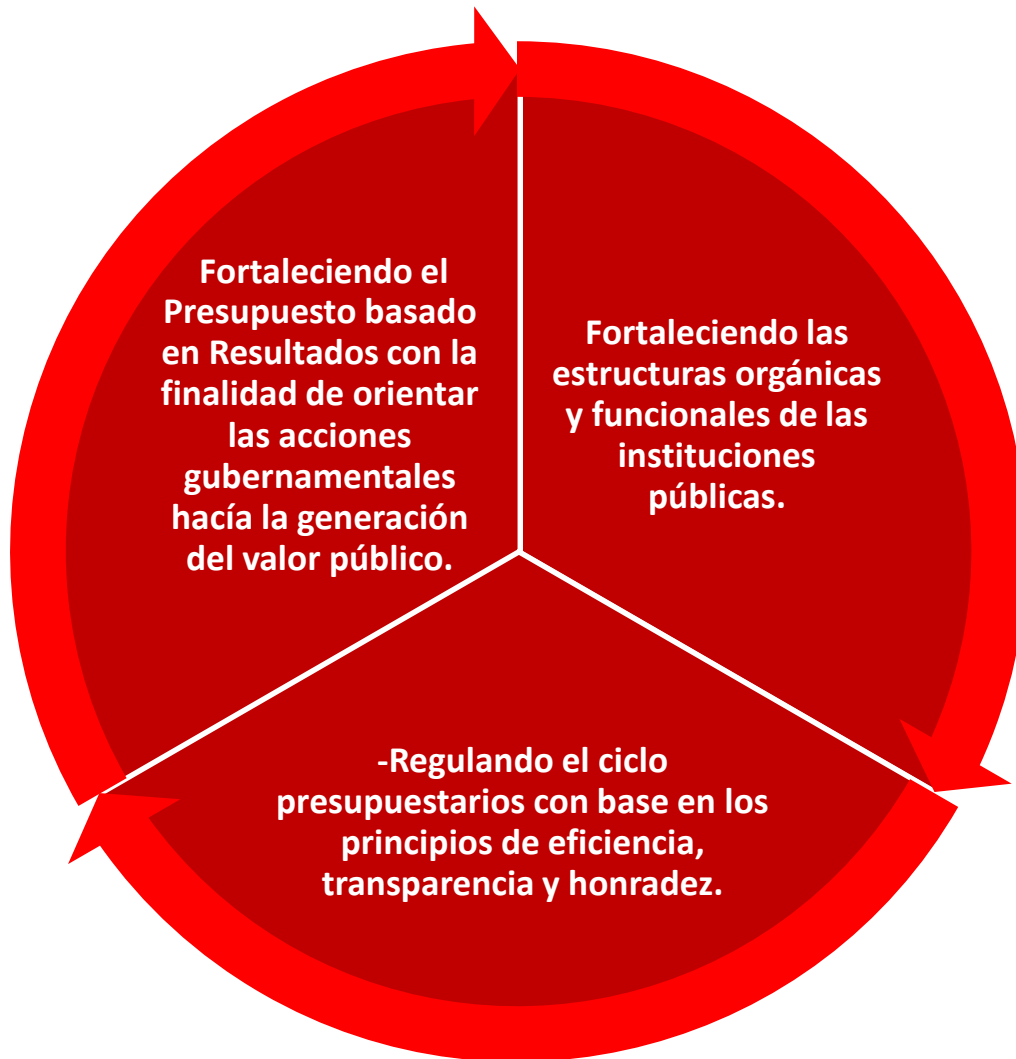 Fortaleciendo el
Presupuesto basado
en Resultados con la
finalidad de orientar
las acciones
gubernamentales
hacía la generación
del valor público.
Fortaleciendo las
estructuras orgánicas
y funcionales de las
instituciones
públicas.
-Regulando el ciclo
presupuestarios con base en los
principios de eficiencia,
transparencia y honradez.